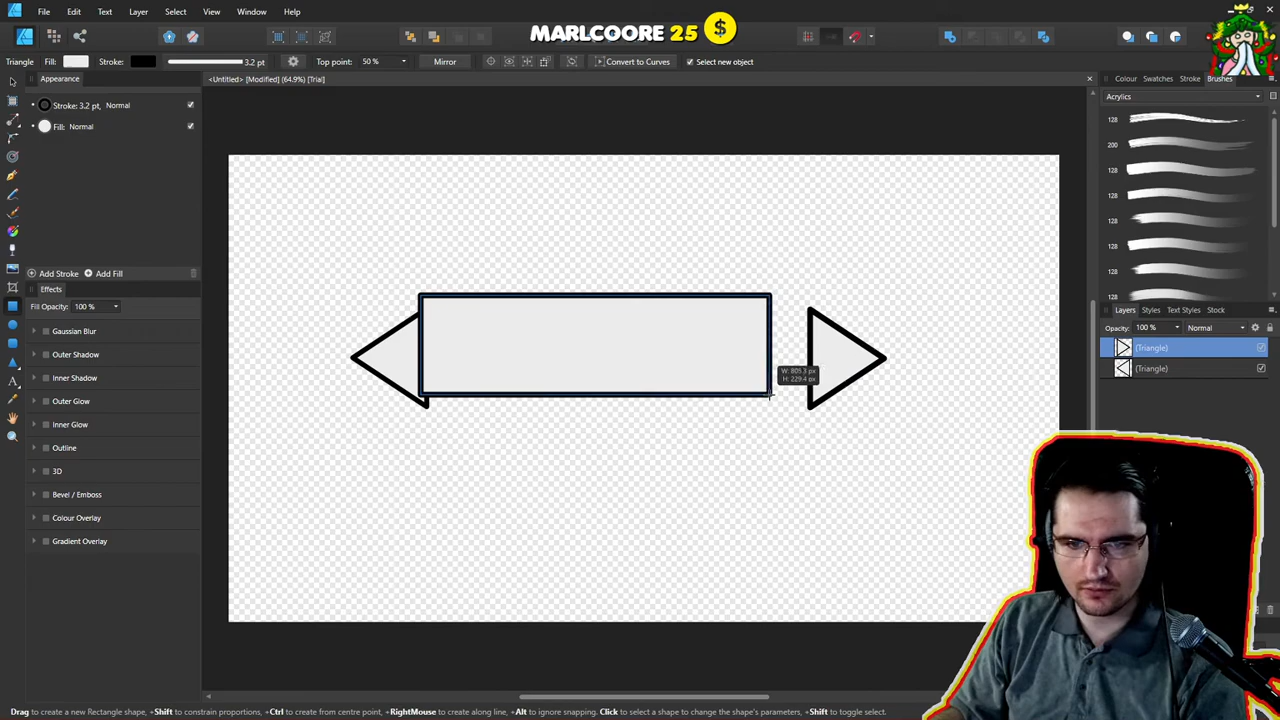 File Edit Text Layer Select View Window Help
MARLCOORE 25 $
Triangle Fill: Stroke: 3.2 pt Top point: 50 % Mirror Convert to Curves Select new object
Appearance
<Untitled> [Modified] (64.9%) [Trial]
Stroke: 3.2 pt, Normal
Fill: Normal
Add Stroke Add Fill
Effects
Fill Opacity: 100 %
Gaussian Blur
Outer Shadow
Inner Shadow
Outer Glow
Inner Glow
Outline
3D
Bevel / Emboss
Colour Overlay
Gradient Overlay
H: 229.4 px
Colour Swatches Stroke Brushes
Acrylics
128
200
128
128
128
128
128
Layers Styles Text Styles Stock
Opacity: 100 % Normal
(Triangle)
(Triangle)
Drag to create a new Rectangle shape, +Shift to constrain proportions, +Ctrl to create from centre point, +RightMouse to create along line, +Alt to ignore snapping. Click to select a shape to change the shape's parameters, +Shift to toggle select.